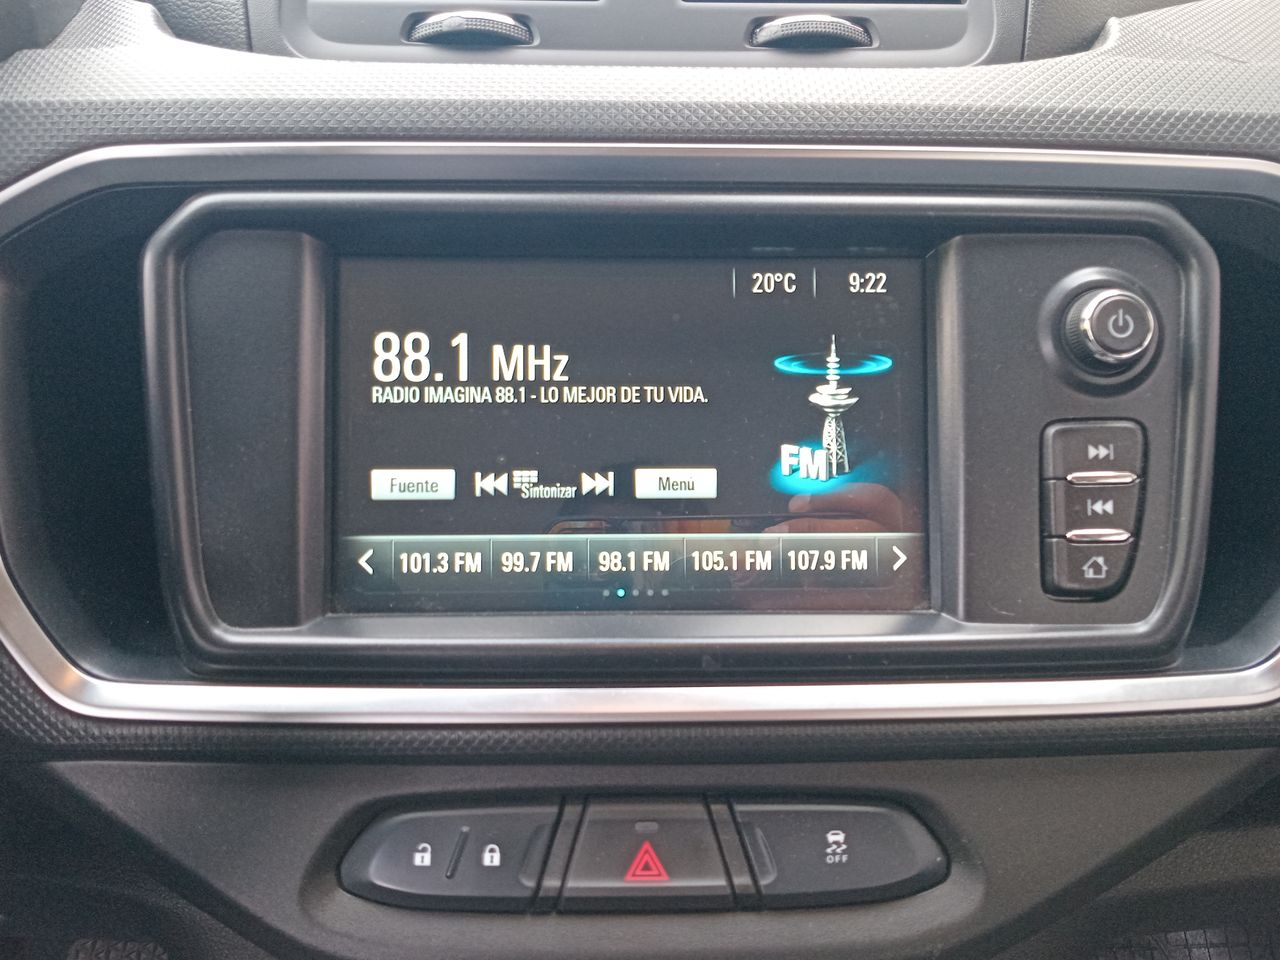 20°C 9:22
88.1 MHz
RADIO IMAGINA 88.1 - LO MEJOR DE TU VIDA.
FM
Fuente Sintonizar Menú
101.3 FM 99.7 FM 98.1 FM 105.1 FM 107.9 FM
OFF